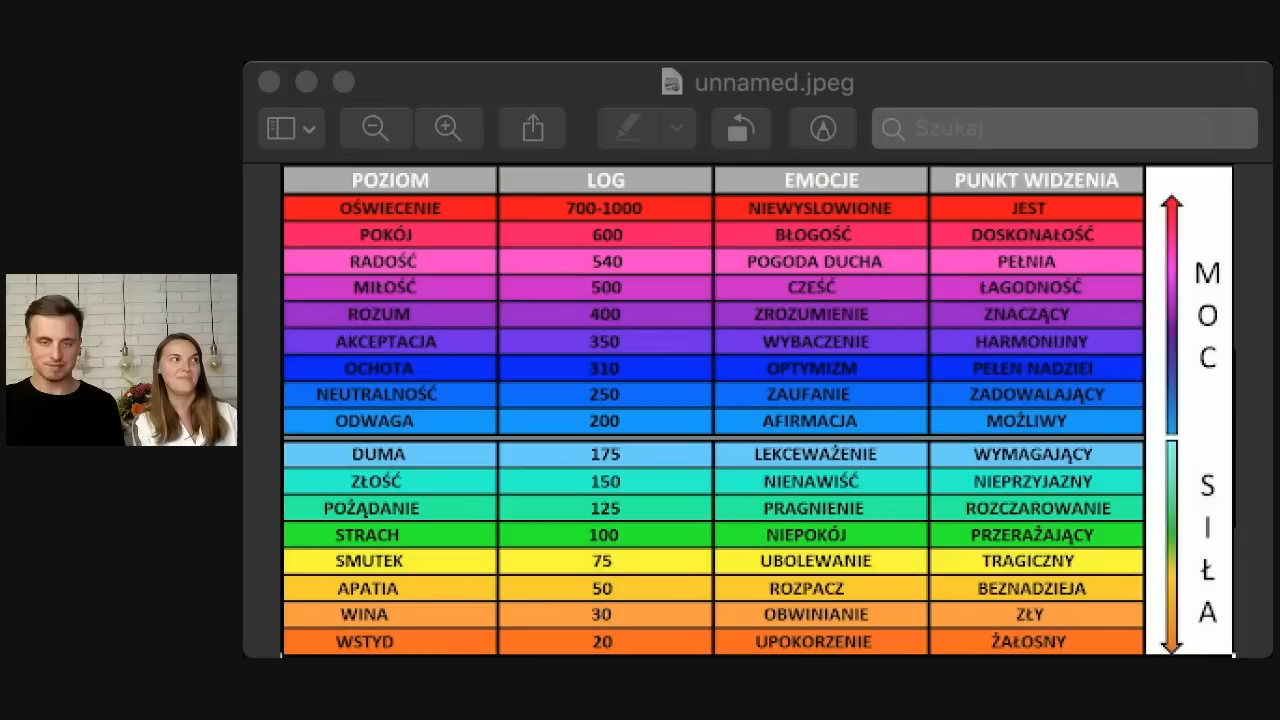 unnamed.jpeg
Szukaj
POZIOM LOG EMOCJE PUNKT WIDZENIA
OŚWIECENIE 700-1000 NIEWYSLOWIONE JEST
POKÓJ 600 BŁOGOŚĆ DOSKONAŁOŚĆ
RADOŚĆ 540 POGODA DUCHA PEŁNIA
MIŁOŚĆ 500 CZEŚĆ ŁAGODNOŚĆ
ROZUM 400 ZROZUMIENIE ZNACZĄCY
AKCEPTACJA 350 WYBACZENIE HARMONIJNY
OCHOTA 310 OPTYMIZM PEŁEN NADZIEI
NEUTRALNOŚĆ 250 ZAUFANIE ZADOWALAJĄCY
ODWAGA 200 AFIRMACJA MOŻLIWY
DUMA 175 LEKCEWAŻENIE WYMAGAJĄCY
ZŁOŚĆ 150 NIENAWIŚĆ NIEPRZYJAZNY
POŻĄDANIE 125 PRAGNIENIE ROZCZAROWANIE
STRACH 100 NIEPOKÓJ PRZERAŻAJĄCY
SMUTEK 75 UBOLEWANIE TRAGICZNY
APATIA 50 ROZPACZ BEZNADZIEJA
WINA 30 OBWINIANIE ZŁY
WSTYD 20 UPOKORZENIE ŻAŁOSNY
MOC
SIŁA